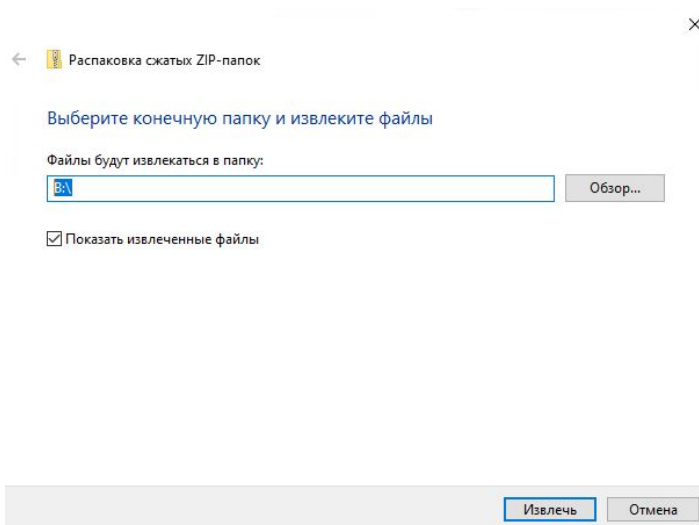 Распаковка сжатых ZIP-папок
Выберите конечную папку и извлеките файлы
Файлы будут извлекаться в папку:
B:\
Обзор...
Показать извлеченные файлы
Извлечь
Отмена